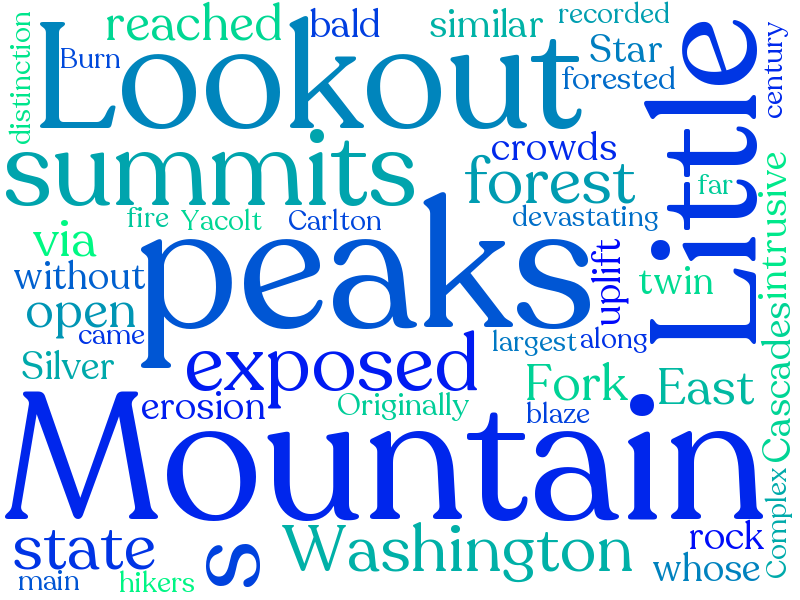 distinction
reached
bald
similar
recorded
Burn
Lookout
Star
forested
Little
century
summits
crowds
forest
far
intrusive
via
fire
Yacolt
Carlton
devastating
without
peaks
uplift
twin
open
came
largest
along
Silver
exposed
Cascades
erosion
Originally
Fork
blaze
East
Mountain
Complex
state
s
Washington
rock
whose
main
hikers